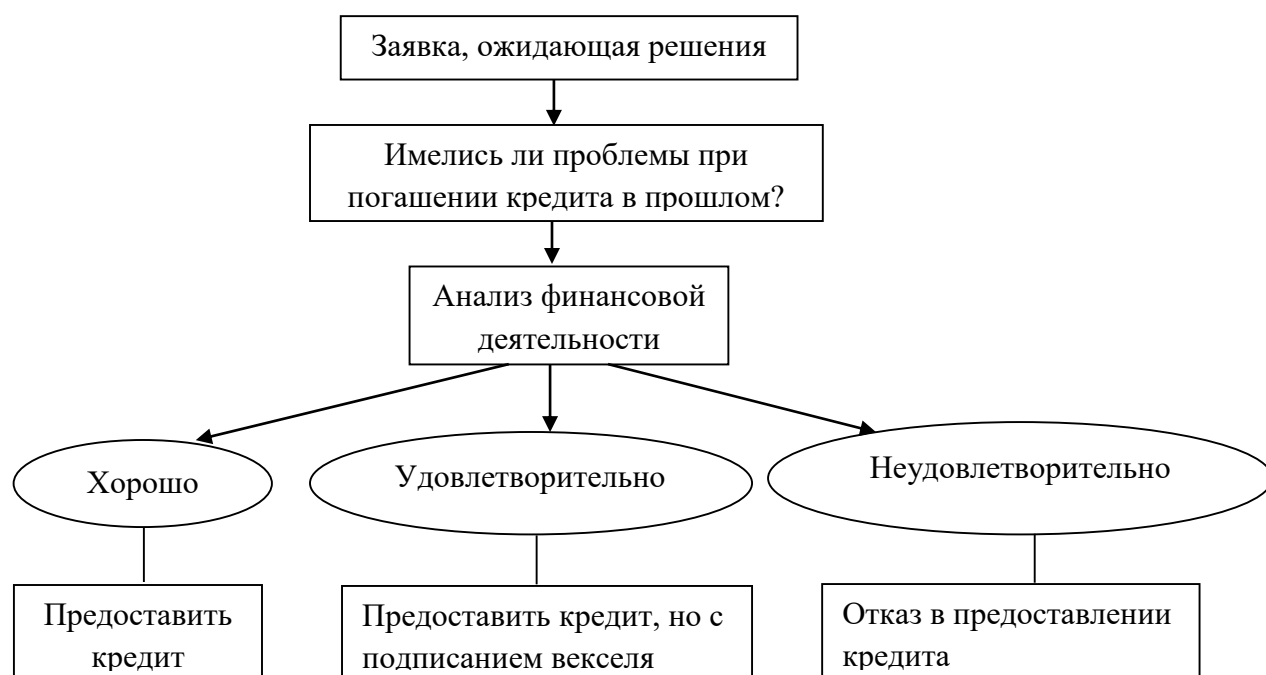 Заявка, ожидающая решения
Имелись ли проблемы при
погашении кредита в прошлом?
Анализ финансовой
деятельности
Хорошо
Удовлетворительно
Неудовлетворительно
Предоставить
кредит
Предоставить кредит, но с
подписанием векселя
Отказ в предоставлении
кредита